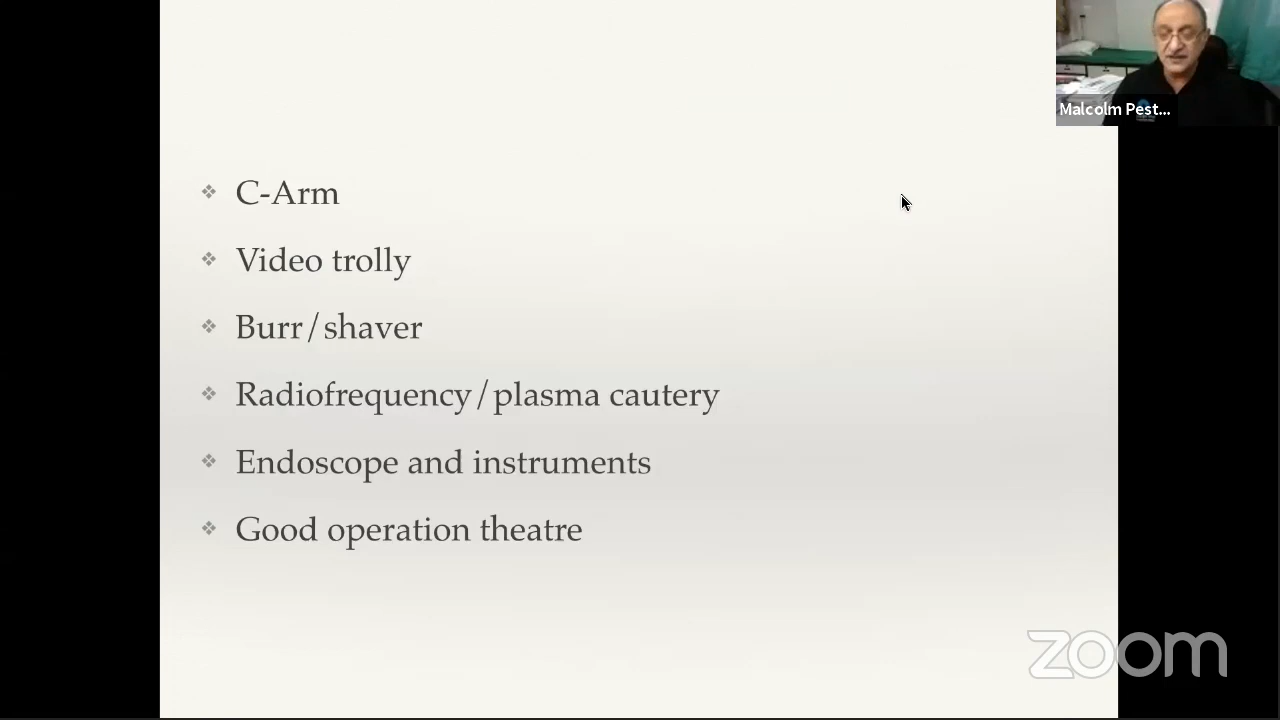 Malcolm Pest...
C-Arm
Video trolly
Burr/shaver
Radiofrequency/plasma cautery
Endoscope and instruments
Good operation theatre
zoom